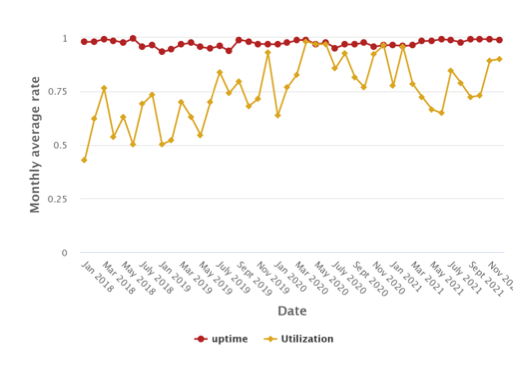 1
0.75
0.5
0.25
0
Monthly average rate
Jan 2018
Mar 2018
May 2018
July 2018
Jan 2019
Mar 2019
May 2019
July 2019
Sept 2019
Nov 2019
Jan 2020
Mar 2020
May 2020
July 2020
Sept 2020
Nov 2020
Jan 2021
Mar 2021
May 2021
July 2021
Sept 2021
Nov
Date
uptime
Utilization